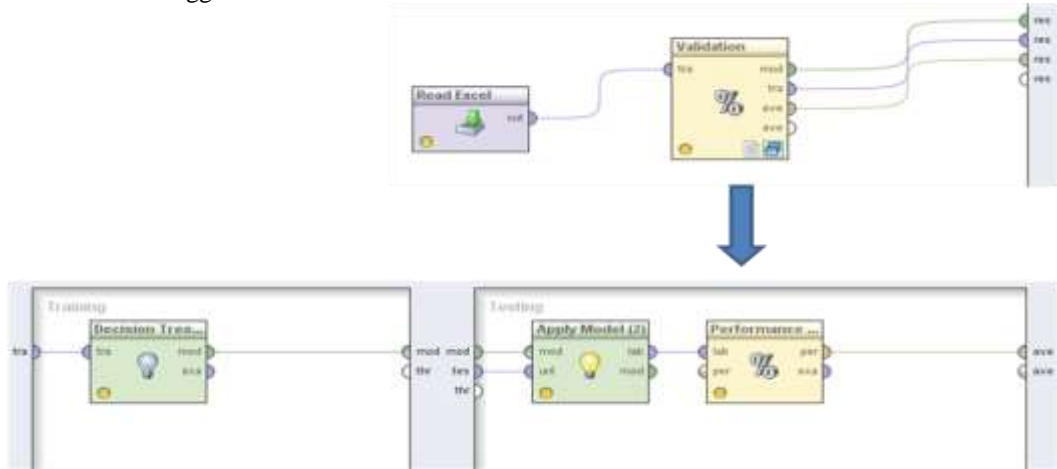 Validation
res
res
tra
mod
res
Read Excel
tra
res
out
ave
ave
Training
Testing
Decision Tree...
Apply Model (2)
Performance ...
tra
tra
mod
mod
mod
mod
lab
lab
per
ave
exa
thr
tes
unl
mod
per
exa
ave
thr